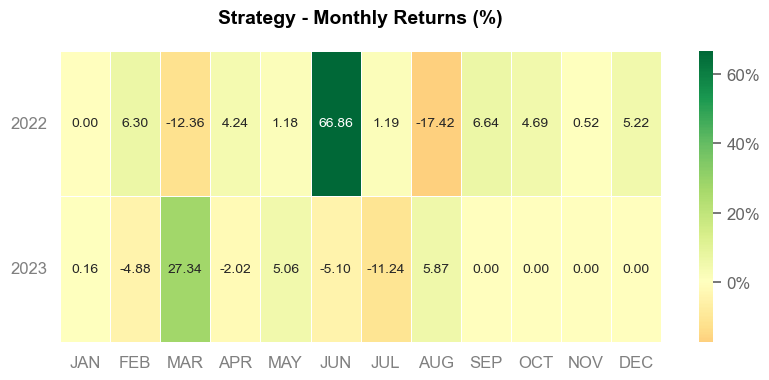 Strategy - Monthly Returns (%)
2022 0.00 6.30 -12.36 4.24 1.18 66.86 1.19 -17.42 6.64 4.69 0.52 5.22
2023 0.16 -4.88 27.34 -2.02 5.06 -5.10 -11.24 5.87 0.00 0.00 0.00 0.00
JAN FEB MAR APR MAY JUN JUL AUG SEP OCT NOV DEC
60%
40%
20%
0%